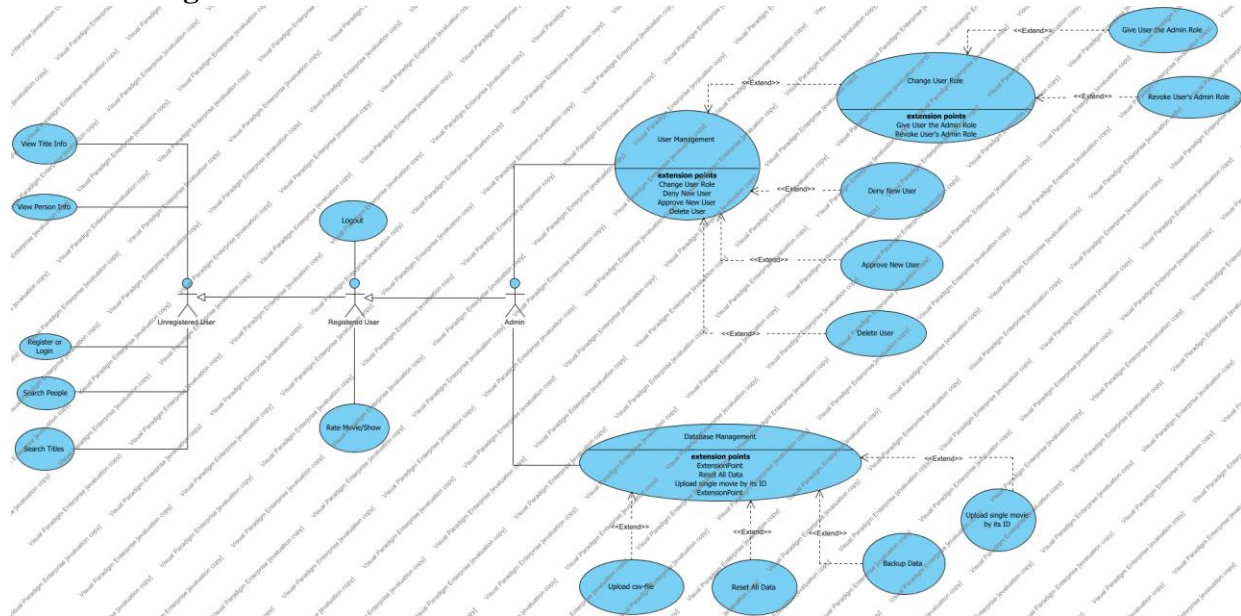 Give User the Admin Role
<<Extend>>
Change User Role
<<Extend>>
<<Extend>>
Revoke User's Admin Role
extension points
Give User the Admin Role
Revoke User's Admin Role
View Title Info
User Management
extension points
Change User Role
Deny New User
Approve New User
Delete User
<<Extend>>
Deny New User
View Person Info
Logout
<<Extend>>
Approve New User
Unregistered User
Registered User
Admin
<<Extend>>
Delete User
Register or
Login
Search People
Search Titles
Rate Movie/Show
Database Management
extension points
ExtensionPoint
Reset All Data
Upload single movie by its ID
ExtensionPoint
<<Extend>>
Upload single movie
by its ID
<<Extend>>
<<Extend>>
<<Extend>>
Upload csv-file
Reset All Data
Backup Data
Visual Paradigm Enterprise [evaluation copy]